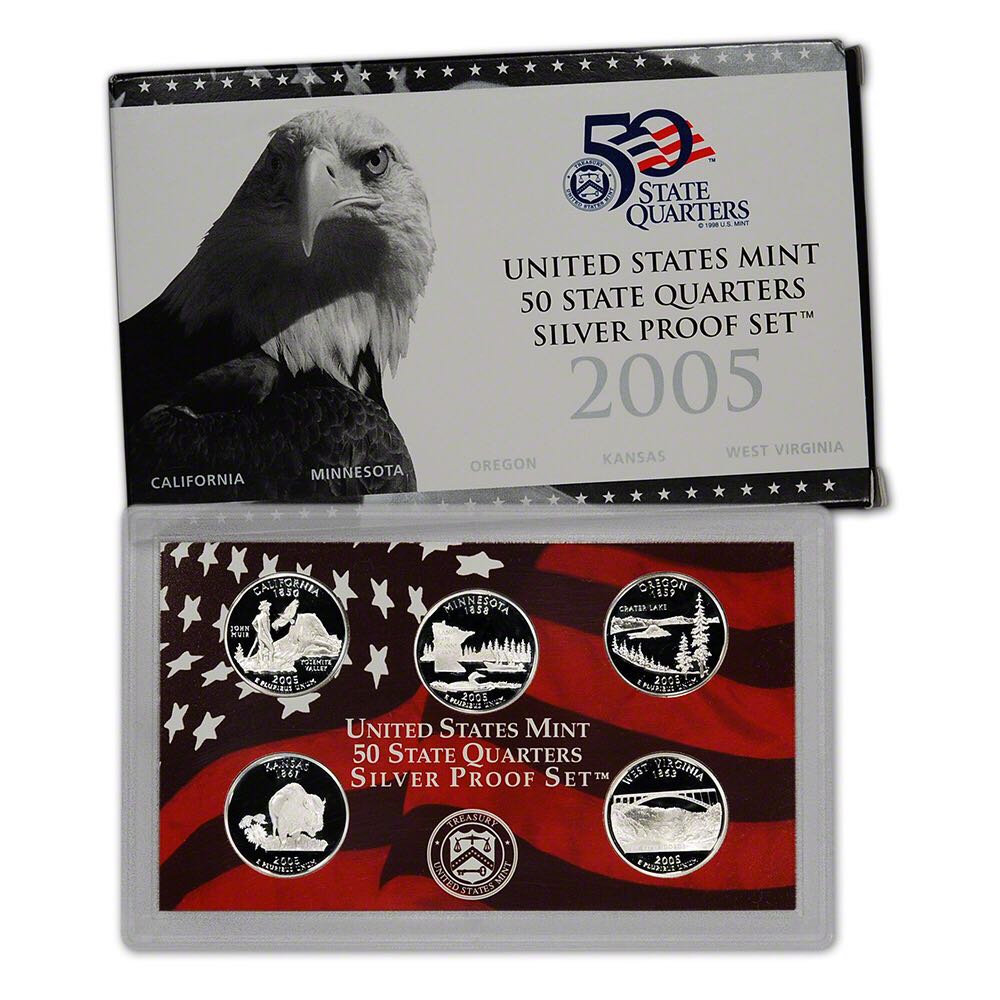 50
™
STATE
QUARTERS
© 1998 U.S. MINT
TREASURY
UNITED STATES MINT
UNITED STATES MINT
50 STATE QUARTERS
SILVER PROOF SET™
2005
CALIFORNIA MINNESOTA OREGON KANSAS WEST VIRGINIA
CALIFORNIA
1850
JOHN
MUIR
YOSEMITE
VALLEY
2005
E PLURIBUS UNUM
MINNESOTA
1858
2005
E PLURIBUS UNUM
OREGON
1859
CRATER LAKE
2005
E PLURIBUS UNUM
UNITED STATES MINT
50 STATE QUARTERS
SILVER PROOF SET™
KANSAS
1861
2005
E PLURIBUS UNUM
TREASURY
UNITED STATES MINT
WEST VIRGINIA
1863
2005
E PLURIBUS UNUM